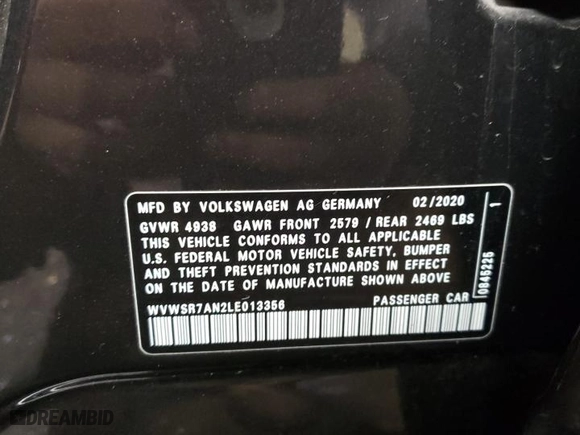 MFD BY VOLKSWAGEN AG GERMANY 02/2020
GVWR 4938 GAWR FRONT 2579 / REAR 2469 LBS
THIS VEHICLE CONFORMS TO ALL APPLICABLE
U.S. FEDERAL MOTOR VEHICLE SAFETY, BUMPER
AND THEFT PREVENTION STANDARDS IN EFFECT
ON THE DATE OF MANUFACTURE SHOWN ABOVE
WVWSR7AN2LE013356 PASSENGER CAR
0846226 1
DREAMBID